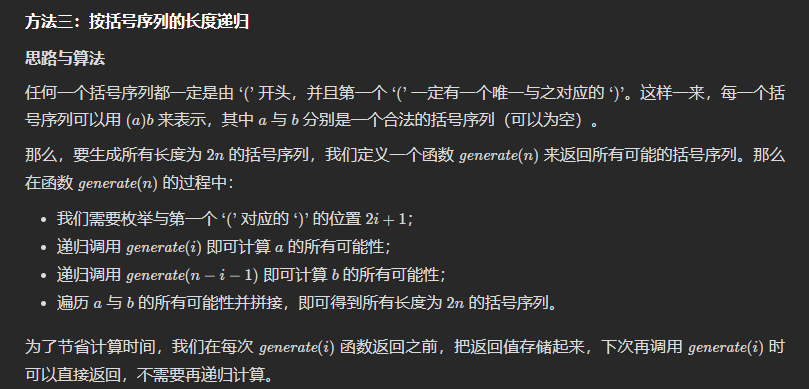 方法三：按括号序列的长度递归
思路与算法
任何一个括号序列都一定是由 ‘(’ 开头，并且第一个 ‘(’ 一定有一个唯一与之对应的 ‘)’。这样一来，每一个括
号序列可以用 (a)b 来表示，其中 a 与 b 分别是一个合法的括号序列（可以为空）。
那么，要生成所有长度为 2n 的括号序列，我们定义一个函数 generate(n) 来返回所有可能的括号序列。那么
在函数 generate(n) 的过程中：
• 我们需要枚举与第一个 ‘(’ 对应的 ‘)’ 的位置 2i + 1；
• 递归调用 generate(i) 即可计算 a 的所有可能性；
• 递归调用 generate(n − i − 1) 即可计算 b 的所有可能性；
• 遍历 a 与 b 的所有可能性并拼接，即可得到所有长度为 2n 的括号序列。
为了节省计算时间，我们在每次 generate(i) 函数返回之前，把返回值存储起来，下次再调用 generate(i) 时
可以直接返回，不需要再递归计算。